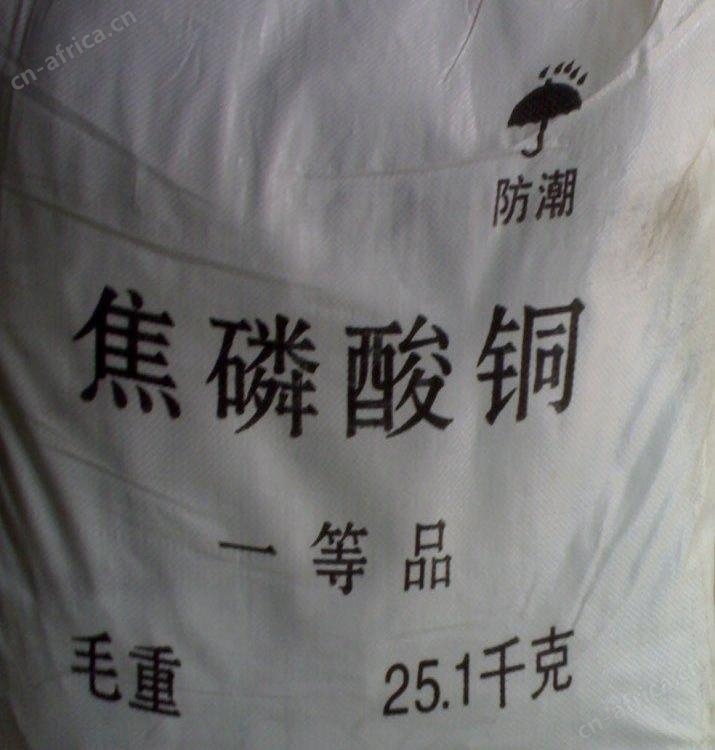 cn-africa.cn
防潮
焦磷酸铜
一等品
毛重 25.1千克
cn-africa.cn